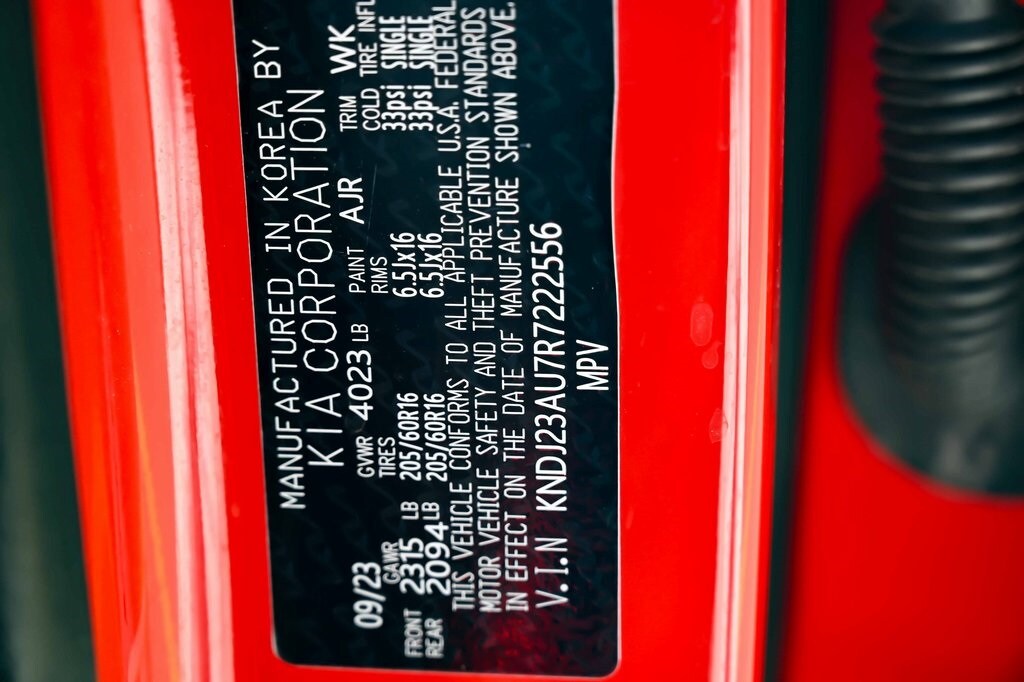 MANUFACTURED IN KOREA BY
KIA CORPORATION
09/23 GVWR 4023 LB PAINT AJR TRIM WK
GAWR TIRES RIMS COLD TIRE INFL
FRONT 2315 LB 205/60R16 6.5Jx16 33psi SINGLE
REAR 2094 LB 205/60R16 6.5Jx16 33psi SINGLE
THIS VEHICLE CONFORMS TO ALL APPLICABLE U.S.A. FEDERAL
MOTOR VEHICLE SAFETY AND THEFT PREVENTION STANDARDS
IN EFFECT ON THE DATE OF MANUFACTURE SHOWN ABOVE.
V.I.N KNDJ23AU7R7222556
MPV